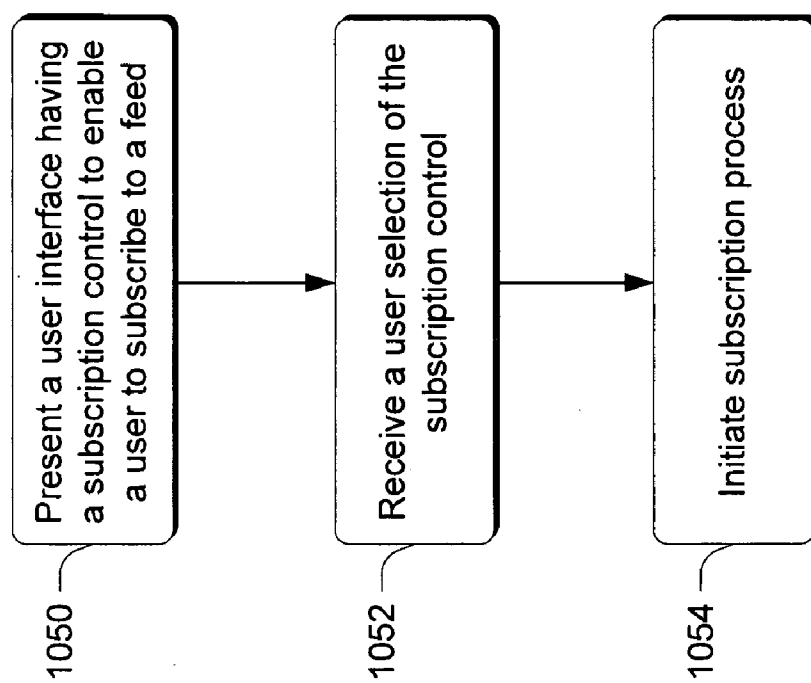 1050
Present a user interface having
a subscription control to enable
a user to subscribe to a feed
1052
Receive a user selection of the
subscription control
1054
Initiate subscription process